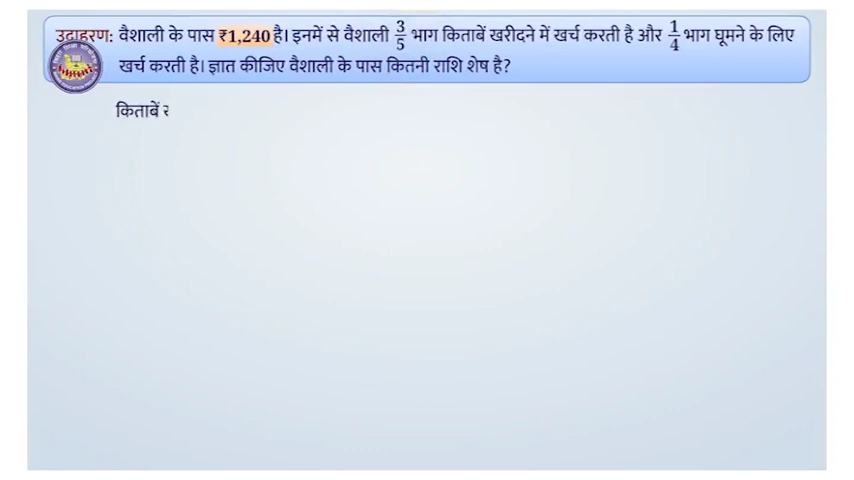 उदाहरण: वैशाली के पास ₹1,240 है। इनमें से वैशाली 3/5 भाग किताबें खरीदने में खर्च करती है और 1/4 भाग घूमने के लिए
खर्च करती है। ज्ञात कीजिए वैशाली के पास कितनी राशि शेष है?
किताबें